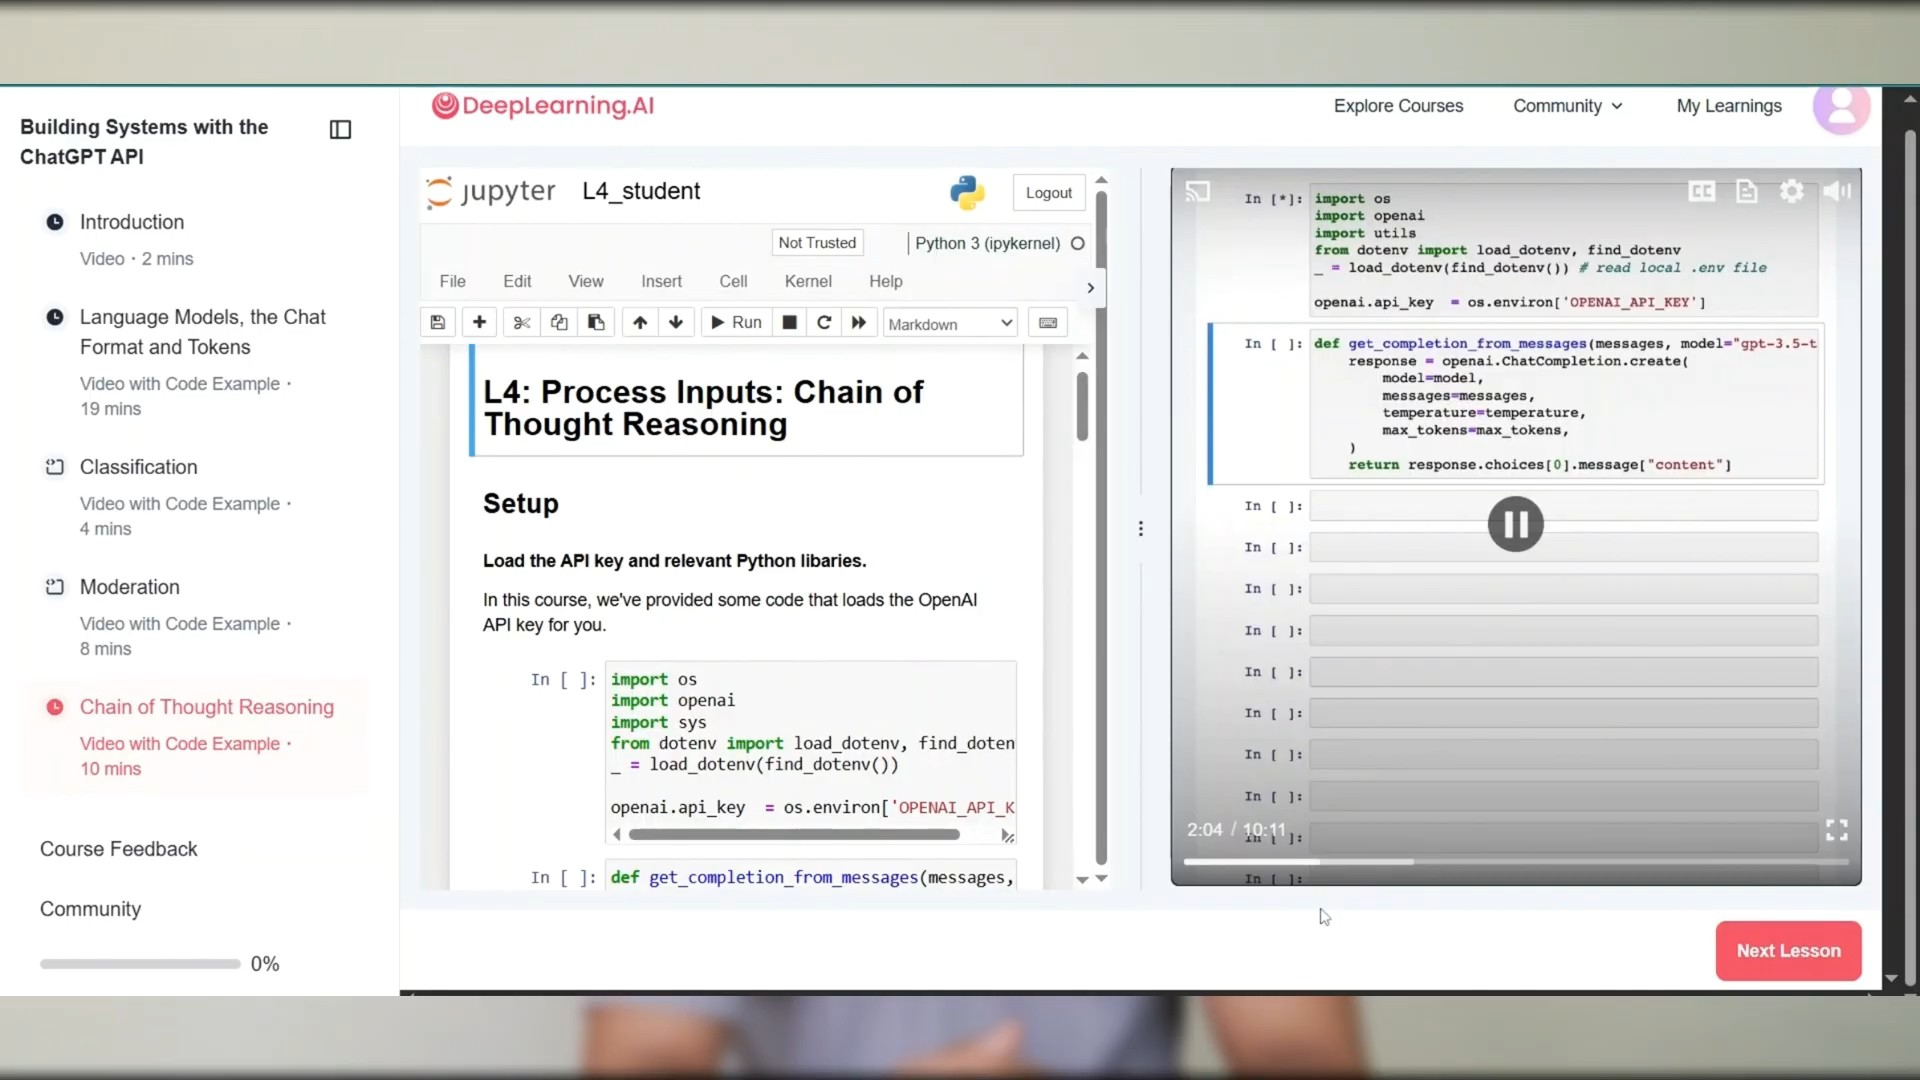 Building Systems with the
ChatGPT API
Introduction
Video · 2 mins
Language Models, the Chat
Format and Tokens
Video with Code Example ·
19 mins
Classification
Video with Code Example ·
4 mins
Moderation
Video with Code Example ·
8 mins
Chain of Thought Reasoning
Video with Code Example ·
10 mins
Course Feedback
Community
0%
DeepLearning.AI
Explore Courses
Community
My Learnings
jupyter
L4_student
Logout
Not Trusted
Python 3 (ipykernel)
File Edit View Insert Cell Kernel Help
Run
Markdown
L4: Process Inputs: Chain of
Thought Reasoning
Setup
Load the API key and relevant Python libaries.
In this course, we've provided some code that loads the OpenAI
API key for you.
In [ ]: import os
import openai
import sys
from dotenv import load_dotenv, find_doten
_ = load_dotenv(find_dotenv())
openai.api_key = os.environ['OPENAI_API_K
In [ ]: def get_completion_from_messages(messages,
In [*]: import os
import openai
import utils
from dotenv import load_dotenv, find_dotenv
_ = load_dotenv(find_dotenv()) # read local .env file
openai.api_key = os.environ['OPENAI_API_KEY']
In [ ]: def get_completion_from_messages(messages, model="gpt-3.5-t
response = openai.ChatCompletion.create(
model=model,
messages=messages,
temperature=temperature,
max_tokens=max_tokens,
)
return response.choices[0].message["content"]
In [ ]:
In [ ]:
In [ ]:
In [ ]:
In [ ]:
In [ ]:
In [ ]:
In [ ]:
2:04 / 10:11
In [ ]:
In [ ]:
CC
Next Lesson